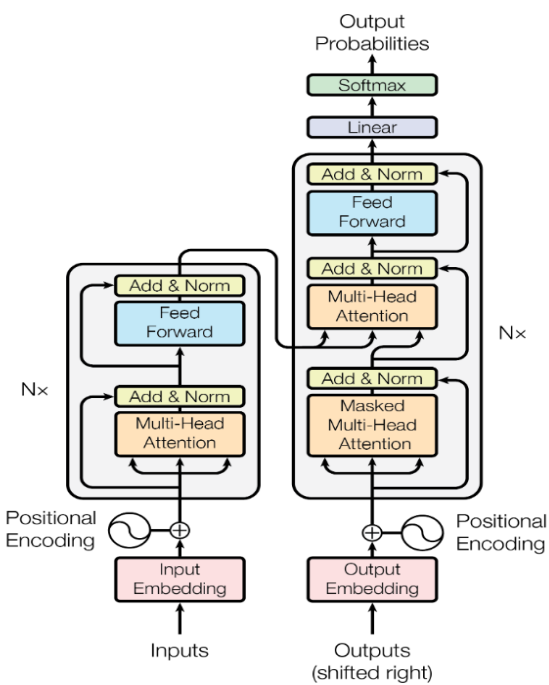 Output
Probabilities
Softmax
Linear
Add & Norm
Feed
Forward
Add & Norm
Multi-Head
Attention
Add & Norm
Masked
Multi-Head
Attention
N×
Positional
Encoding
Output
Embedding
Outputs
(shifted right)
Add & Norm
Feed
Forward
Add & Norm
Multi-Head
Attention
N×
Positional
Encoding
Input
Embedding
Inputs